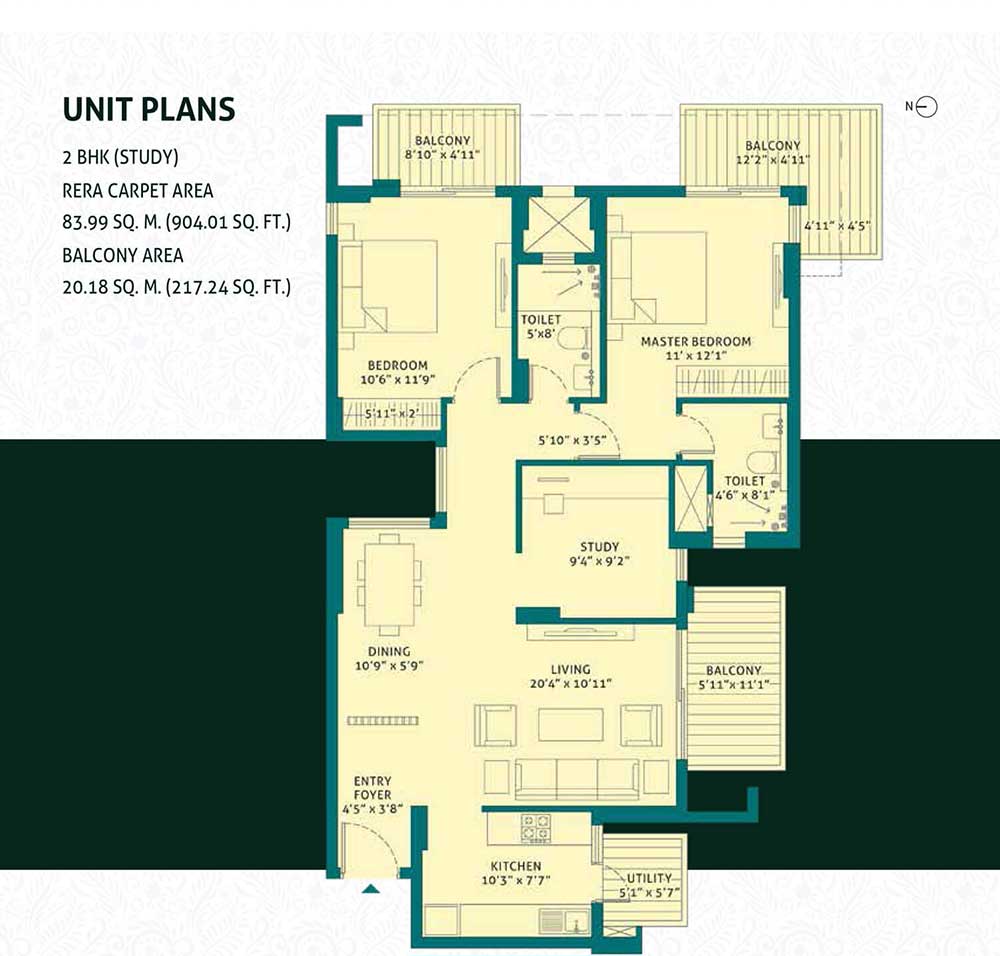 UNIT PLANS
2 BHK (STUDY)
RERA CARPET AREA
83.99 SQ. M. (904.01 SQ. FT.)
BALCONY AREA
20.18 SQ. M. (217.24 SQ. FT.)
N
BALCONY
8'10" x 4'11"
BALCONY
12'2" x 4'11"
4'11" x 4'5"
TOILET
5'x8'
MASTER BEDROOM
11' x 12'1"
BEDROOM
10'6" x 11'9"
5'11" x 2'
5'10" x 3'5"
TOILET
4'6" x 8'1"
STUDY
9'4" x 9'2"
DINING
10'9" x 5'9"
LIVING
20'4" x 10'11"
BALCONY
5'11" x 11'1"
ENTRY
FOYER
4'5" x 3'8"
KITCHEN
10'3" x 7'7"
UTILITY
5'1" x 5'7"